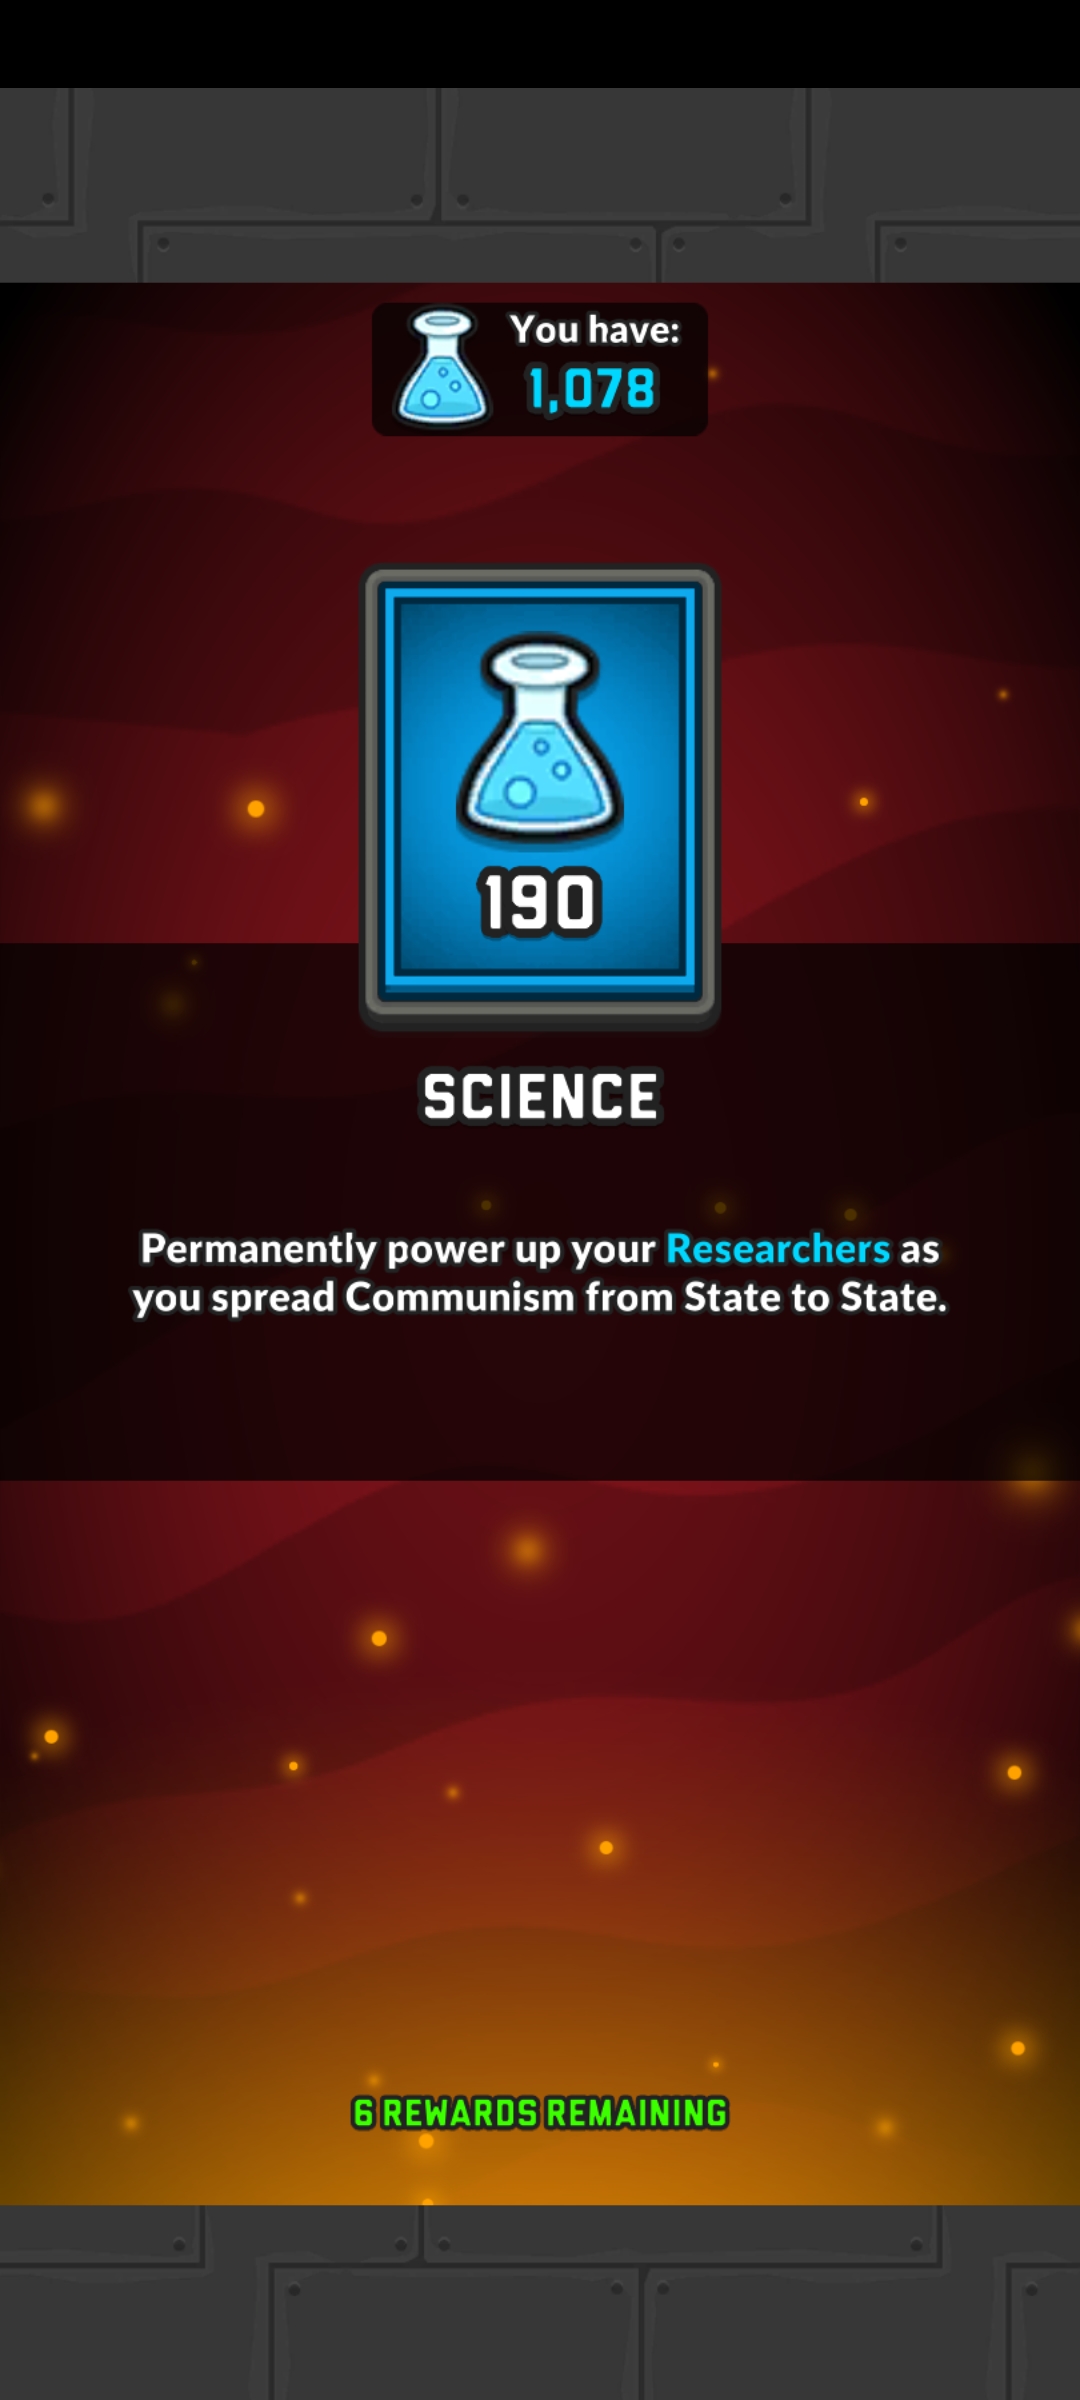 You have:
1,078
190
SCIENCE
Permanently power up your Researchers as
you spread Communism from State to State.
6 REWARDS REMAINING